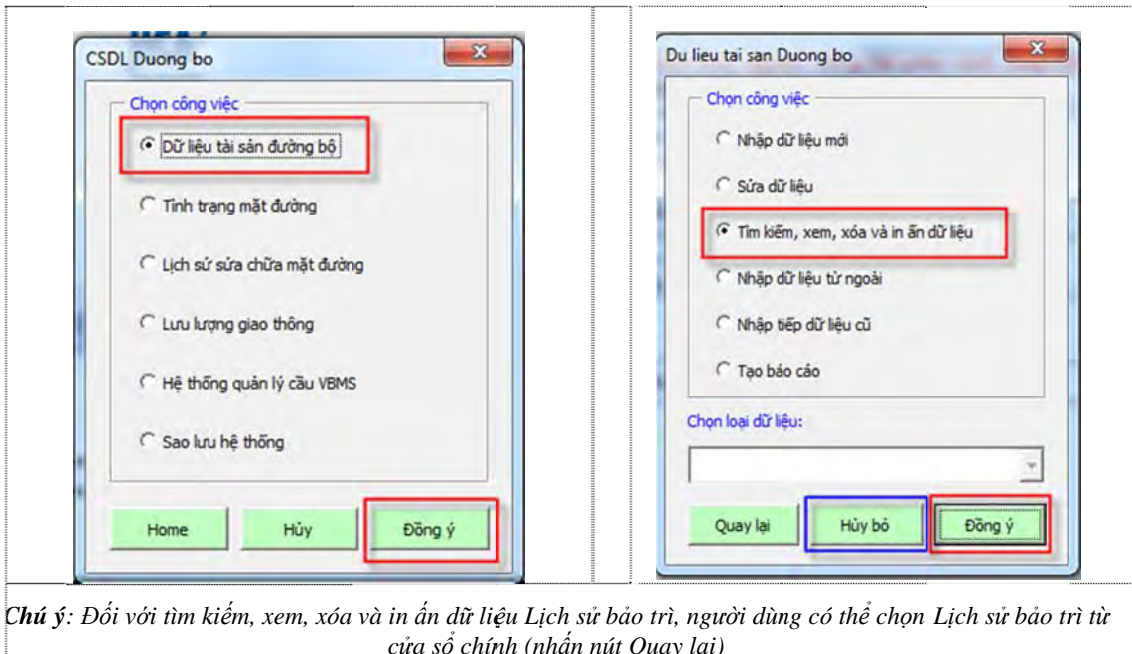 CSDL Duong bo
Chọn công việc
Dữ liệu tài sản đường bộ
Tình trạng mặt đường
Lịch sử sửa chữa mặt đường
Lưu lượng giao thông
Hệ thống quản lý cầu VBMS
Sao lưu hệ thống
Home
Hủy
Đồng ý
Du lieu tai san Duong bo
Chọn công việc
Nhập dữ liệu mới
Sửa dữ liệu
Tìm kiếm, xem, xóa và in ấn dữ liệu
Nhập dữ liệu từ ngoài
Nhập tiếp dữ liệu cũ
Tạo báo cáo
Chọn loại dữ liệu:
Quay lại
Hủy bỏ
Đồng ý
Chú ý: Đối với tìm kiếm, xem, xóa và in ấn dữ liệu Lịch sử bảo trì, người dùng có thể chọn Lịch sử bảo trì từ
cửa sổ chính (nhấn nút Quay lại)